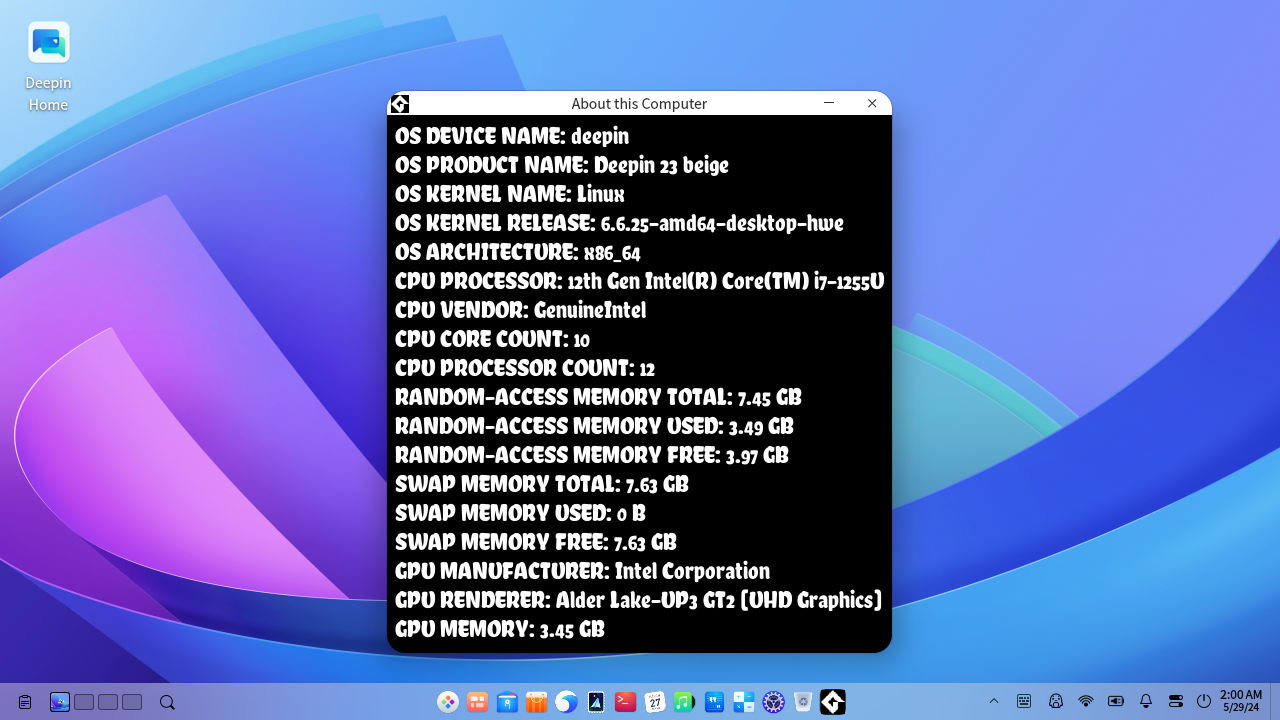 Deepin
Home
About this Computer
OS DEVICE NAME: deepin
OS PRODUCT NAME: Deepin 23 beige
OS KERNEL NAME: Linux
OS KERNEL RELEASE: 6.6.25-amd64-desktop-hwe
OS ARCHITECTURE: x86_64
CPU PROCESSOR: 12th Gen Intel(R) Core(TM) i7-1255U
CPU VENDOR: GenuineIntel
CPU CORE COUNT: 10
CPU PROCESSOR COUNT: 12
RANDOM-ACCESS MEMORY TOTAL: 7.45 GB
RANDOM-ACCESS MEMORY USED: 3.49 GB
RANDOM-ACCESS MEMORY FREE: 3.97 GB
SWAP MEMORY TOTAL: 7.63 GB
SWAP MEMORY USED: 0 B
SWAP MEMORY FREE: 7.63 GB
GPU MANUFACTURER: Intel Corporation
GPU RENDERER: Alder Lake-UP3 GT2 [UHD Graphics]
GPU MEMORY: 3.45 GB
27
2:00 AM
5/29/24